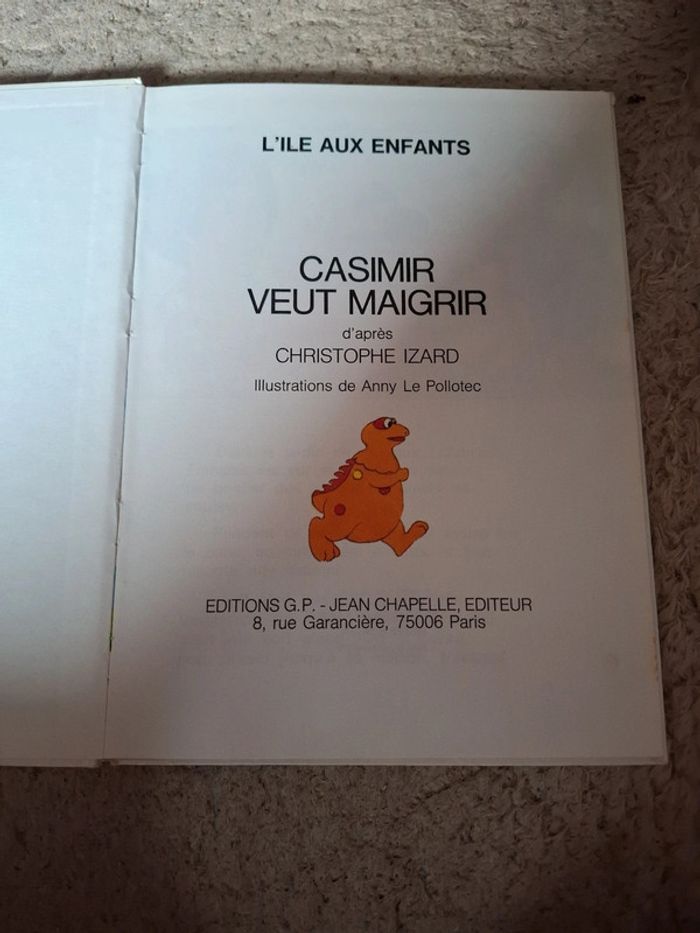 L'ILE AUX ENFANTS
CASIMIR
VEUT MAIGRIR
d'après
CHRISTOPHE IZARD
Illustrations de Anny Le Pollotec
EDITIONS G.P. - JEAN CHAPELLE, EDITEUR
8, rue Garancière, 75006 Paris